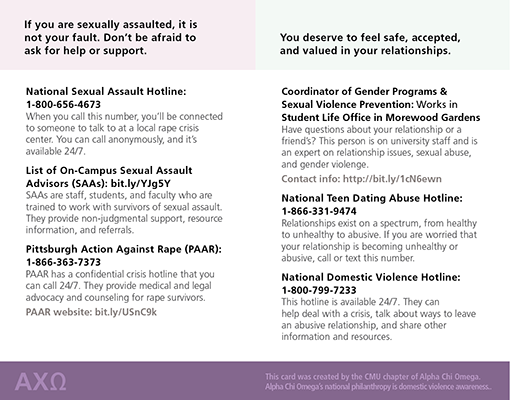 If you are sexually assaulted, it is
not your fault. Don't be afraid to
ask for help or support.
National Sexual Assault Hotline:
1-800-656-4673
When you call this number, you'll be connected
to someone to talk to at a local rape crisis
center. You can call anonymously, and it's
available 24/7.
List of On-Campus Sexual Assault
Advisors (SAAs): bit.ly/YJg5Y
SAAs are staff, students, and faculty who are
trained to work with survivors of sexual assault.
They provide non-judgmental support, resource
information, and referrals.
Pittsburgh Action Against Rape (PAAR):
1-866-363-7373
PAAR has a confidential crisis hotline that you
can call 24/7. They provide medical and legal
advocacy and counseling for rape survivors.
PAAR website: bit.ly/USnC9k
You deserve to feel safe, accepted,
and valued in your relationships.
Coordinator of Gender Programs &
Sexual Violence Prevention: Works in
Student Life Office in Morewood Gardens
Have questions about your relationship or a
friend's? This person is on university staff and is
an expert on relationship issues, sexual abuse,
and gender violenge.
Contact info: http://bit.ly/1cN6ewn
National Teen Dating Abuse Hotline:
1-866-331-9474
Relationships exist on a spectrum, from healthy
to unhealthy to abusive. If you are worried that
your relationship is becoming unhealthy or
abusive, call or text this number.
National Domestic Violence Hotline:
1-800-799-7233
This hotline is available 24/7. They can
help deal with a crisis, talk about ways to leave
an abusive relationship, and share other
information and resources.
ΑΧΩ
This card was created by the CMU chapter of Alpha Chi Omega.
Alpha Chi Omega's national philanthropy is domestic violence awareness..